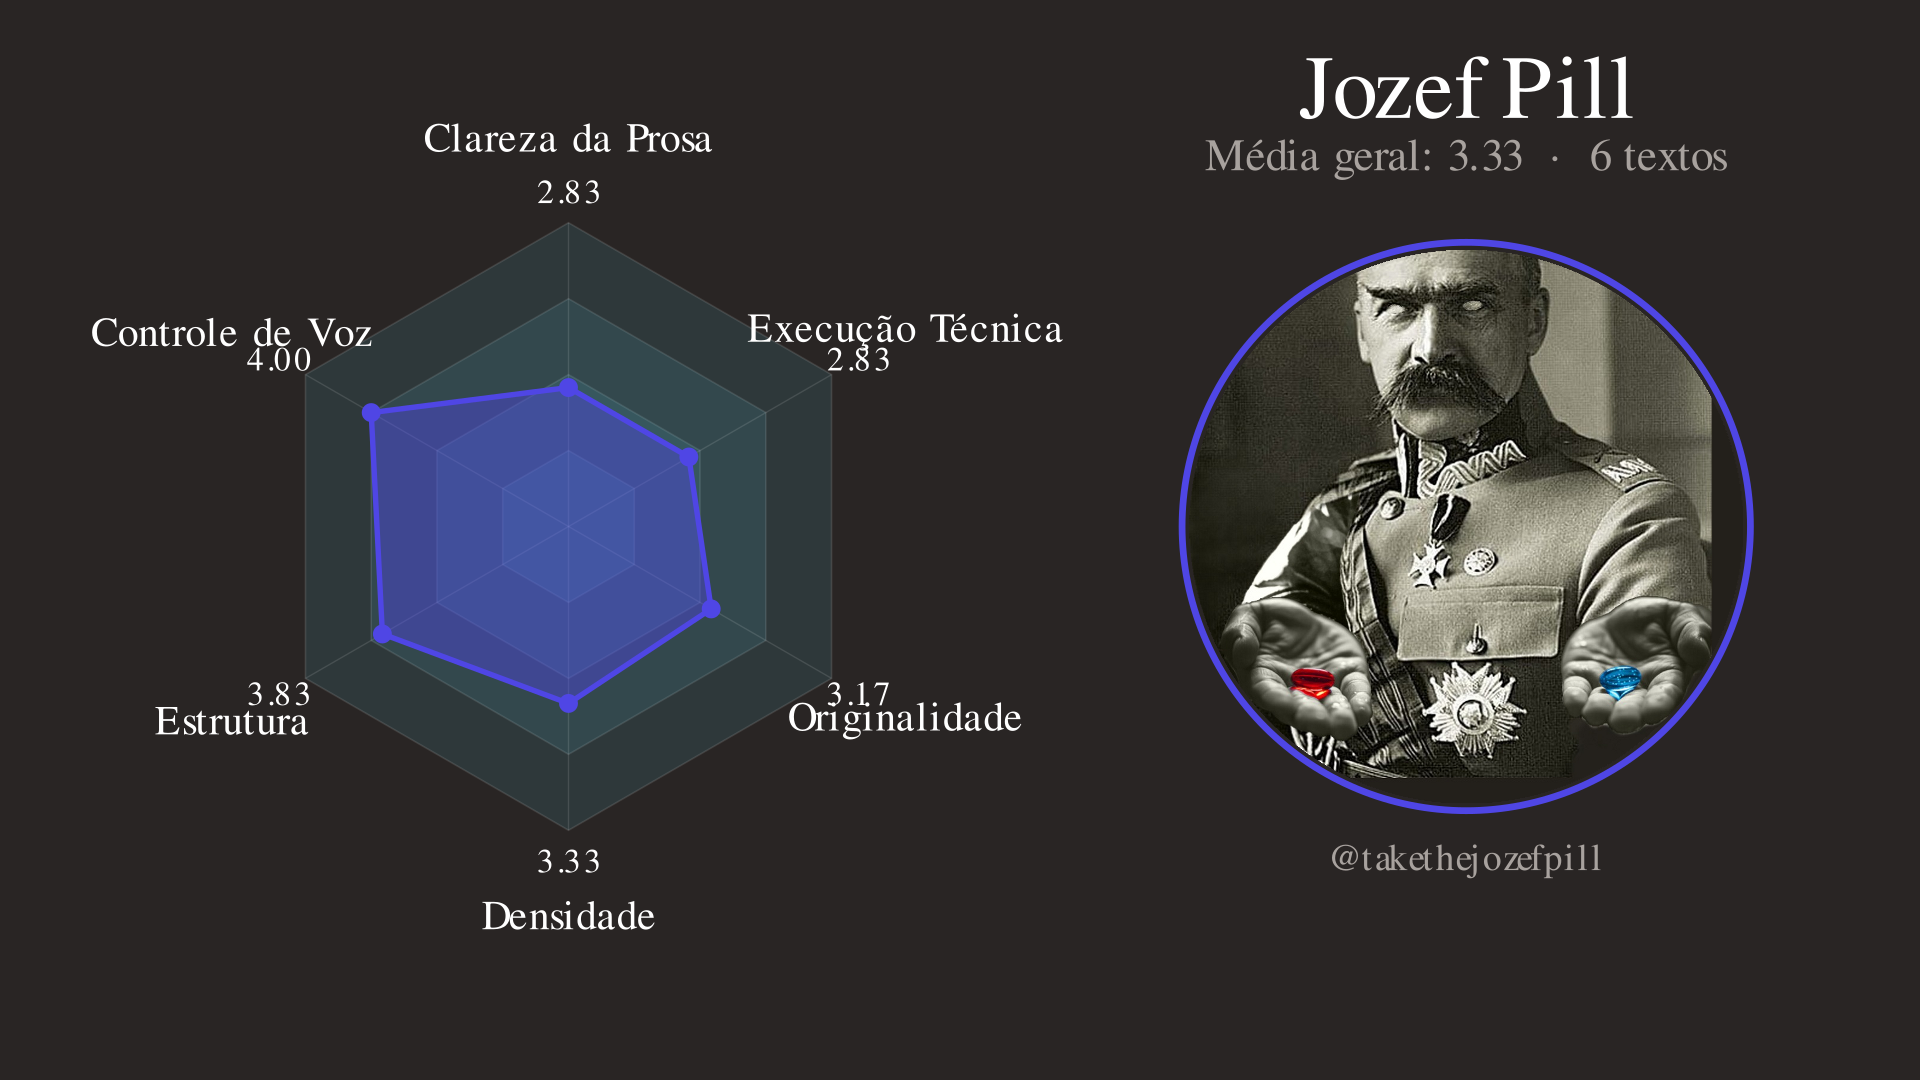 Jozef Pill
Média geral: 3.33 · 6 textos
Clareza da Prosa
2.83
Controle de Voz
4.00
Execução Técnica
2.83
3.83
Estrutura
3.17
Originalidade
3.33
Densidade
@takethejozefpill